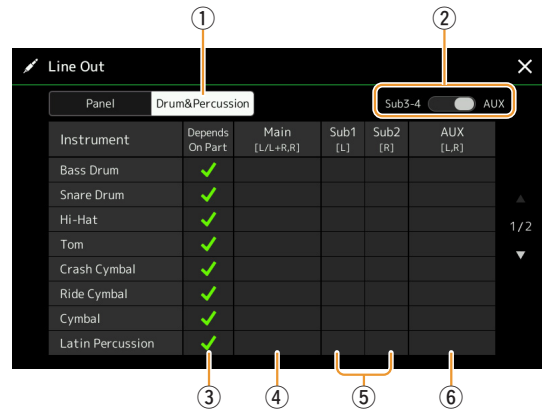 ① ②
Line Out
Panel Drum&Percussion Sub3-4 AUX
Instrument Depends On Part Main [L/L+R,R] Sub1 [L] Sub2 [R] AUX [L,R]
Bass Drum
Snare Drum
Hi-Hat
1/2
Tom
Crash Cymbal
Ride Cymbal
Cymbal
Latin Percussion
③ ④ ⑤ ⑥